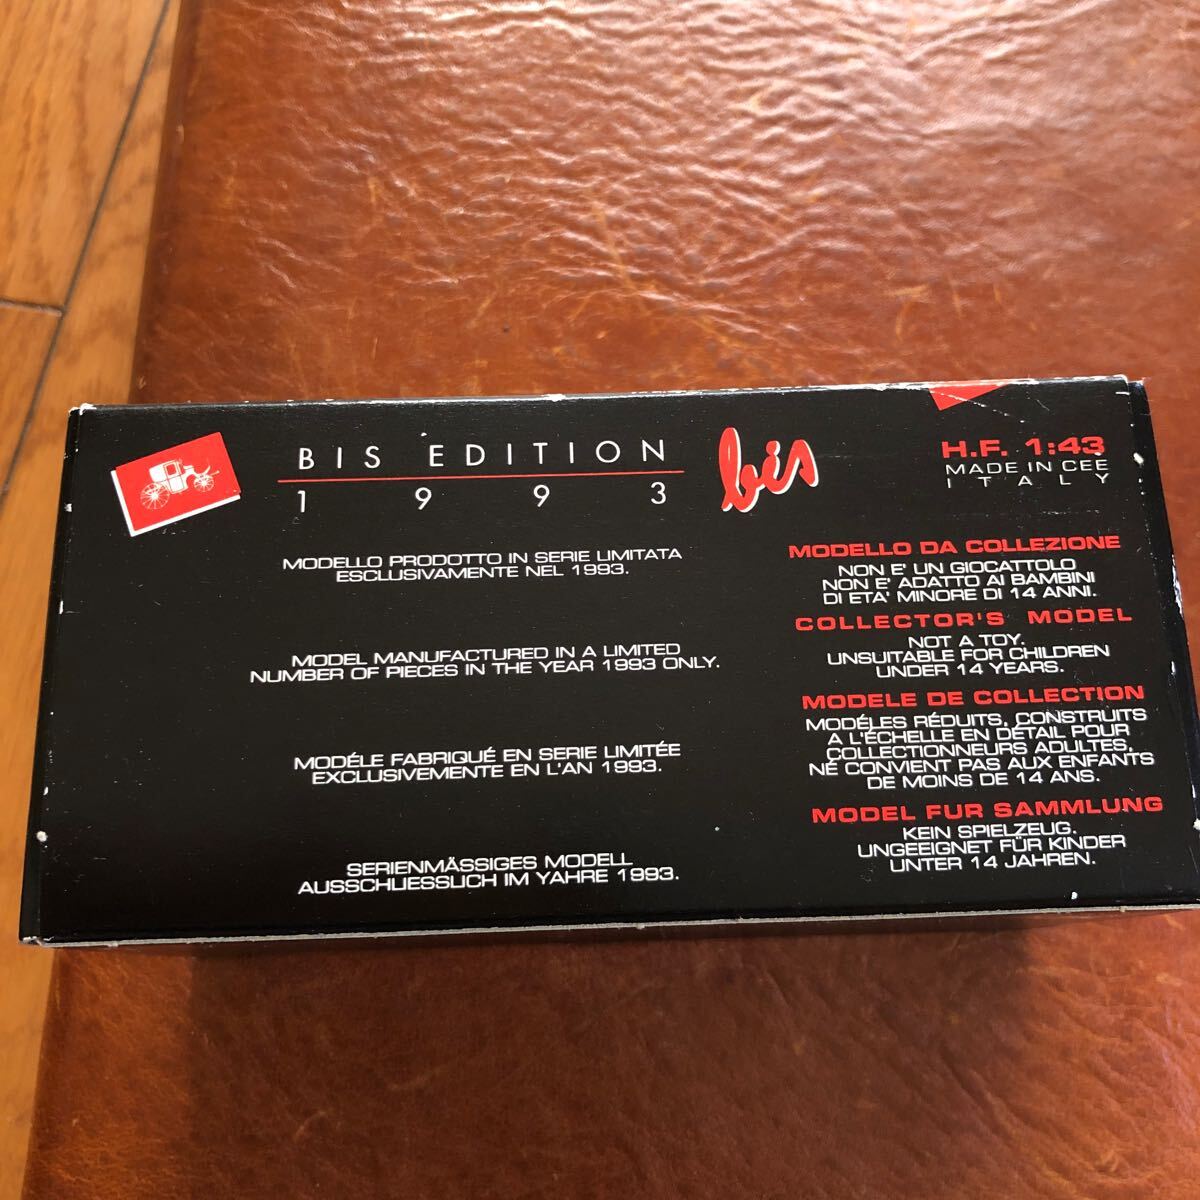 BIS EDITION
1993
bis
MODELLO PRODOTTO IN SERIE LIMITATA
ESCLUSIVAMENTE NEL 1993.
MODEL MANUFACTURED IN A LIMITED
NUMBER OF PIECES IN THE YEAR 1993 ONLY.
MODÉLE FABRIQUÉ EN SERIE LIMITÉE
EXCLUSIVEMENTE EN L'AN 1993.
SERIENMÄSSIGES MODELL
AUSSCHLIESSLICH IM YAHRE 1993.
H.F. 1:43
MADE IN CEE
ITALY
MODELLO DA COLLEZIONE
NON E' UN GIOCATTOLO
NON E' ADATTO AI BAMBINI
DI ETA' MINORE DI 14 ANNI.
COLLECTOR'S MODEL
NOT A TOY.
UNSUITABLE FOR CHILDREN
UNDER 14 YEARS.
MODELE DE COLLECTION
MODÉLES RÉDUITS, CONSTRUITS
A L'ÉCHELLE EN DÉTAIL POUR
COLLECTIONNEURS ADULTES,
NÉ CONVIENT PAS AUX ENFANTS
DE MOINS DE 14 ANS.
MODEL FUR SAMMLUNG
KEIN SPIELZEUG.
UNGEEIGNET FÜR KINDER
UNTER 14 JAHREN.